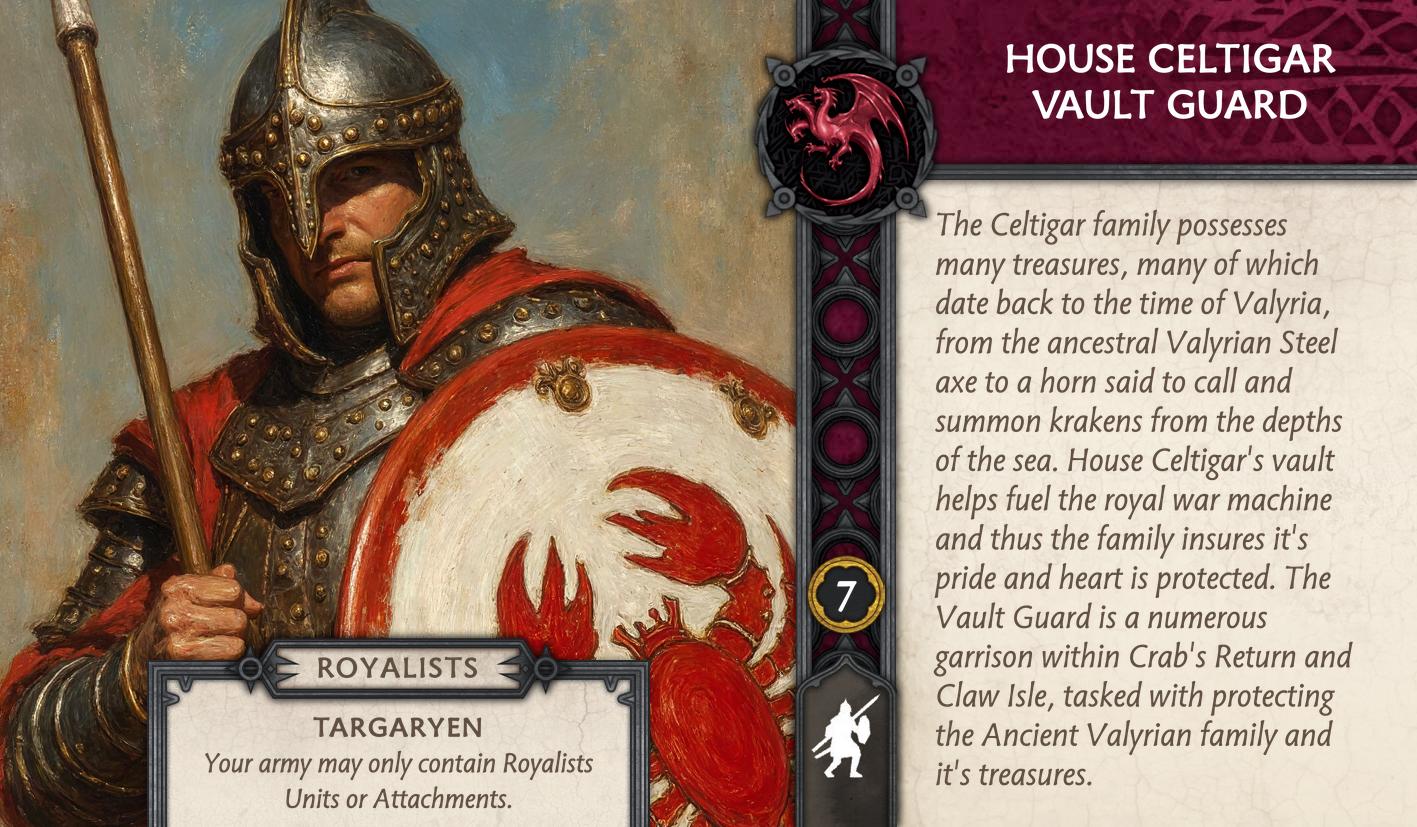 HOUSE CELTIGAR
VAULT GUARD
The Celtigar family possesses
many treasures, many of which
date back to the time of Valyria,
from the ancestral Valyrian Steel
axe to a horn said to call and
summon krakens from the depths
of the sea. House Celtigar's vault
helps fuel the royal war machine
and thus the family insures it's
pride and heart is protected. The
Vault Guard is a numerous
garrison within Crab's Return and
Claw Isle, tasked with protecting
the Ancient Valyrian family and
it's treasures.
7
ROYALISTS
TARGARYEN
Your army may only contain Royalists
Units or Attachments.